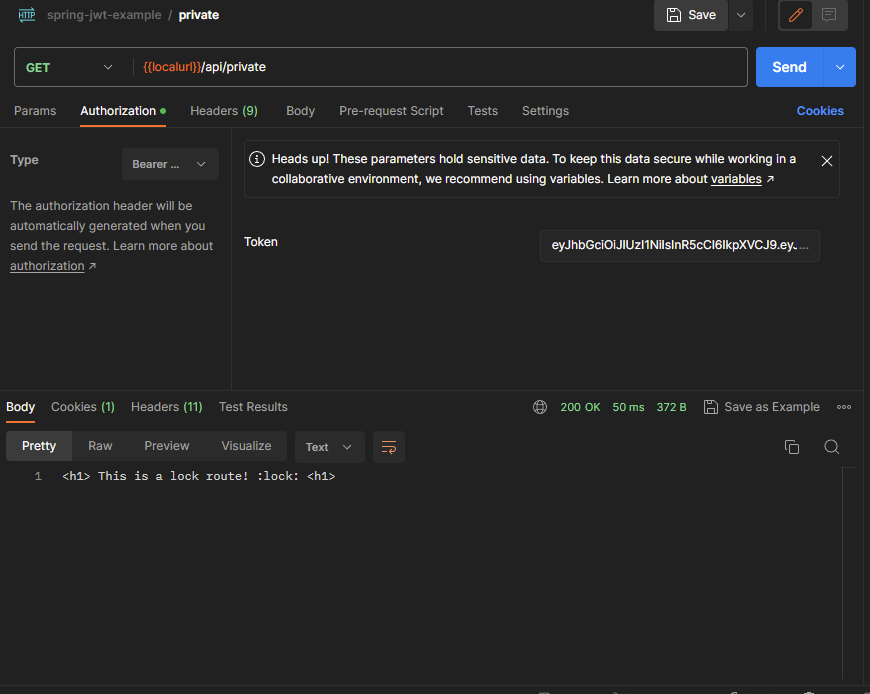 HTTP spring-jwt-example / private Save
GET {{localurl}}/api/private Send
Params Authorization Headers (9) Body Pre-request Script Tests Settings Cookies
Type Bearer ...
The authorization header will be
automatically generated when you
send the request. Learn more about
authorization ↗
Heads up! These parameters hold sensitive data. To keep this data secure while working in a
collaborative environment, we recommend using variables. Learn more about variables ↗
Token eyJhbGciOiJIUzI1NiIsInR5cCI6IkpXVCJ9.ey...
Body Cookies (1) Headers (11) Test Results 200 OK 50 ms 372 B Save as Example
Pretty Raw Preview Visualize Text
1 <h1> This is a lock route! :lock: <h1>